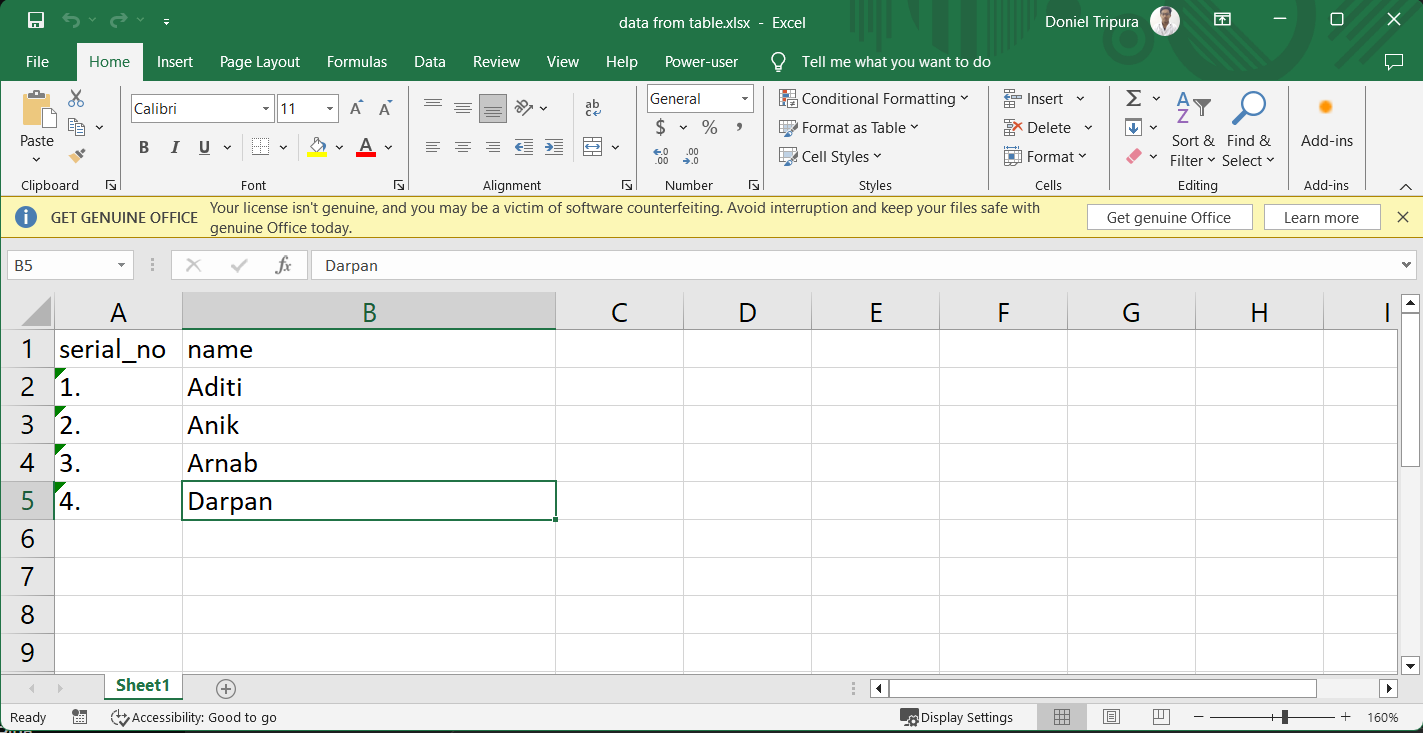 data from table.xlsx - Excel
Doniel Tripura
File Home Insert Page Layout Formulas Data Review View Help Power-user Tell me what you want to do
Paste
Clipboard
Calibri 11
B I U A
Font
ab
c
Alignment
General
$ % ,
.00 .0
Number
Conditional Formatting
Format as Table
Cell Styles
Styles
Insert
Delete
Format
Cells
Σ
A
Z
Sort &
Filter
Find &
Select
Editing
Add-ins
Add-ins
GET GENUINE OFFICE
Your license isn't genuine, and you may be a victim of software counterfeiting. Avoid interruption and keep your files safe with
genuine Office today.
Get genuine Office
Learn more
B5 fx Darpan
A B C D E F G H I
1 serial_no name
2 1. Aditi
3 2. Anik
4 3. Arnab
5 4. Darpan
6
7
8
9
Sheet1
Ready Accessibility: Good to go Display Settings 160%